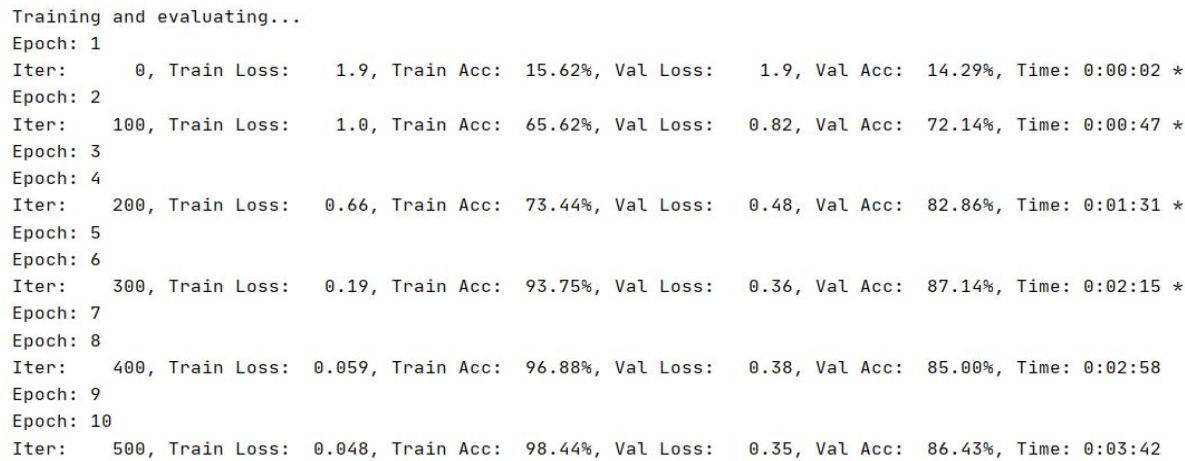 Training and evaluating...
Epoch: 1
Iter:      0, Train Loss:    1.9, Train Acc:  15.62%, Val Loss:    1.9, Val Acc:  14.29%, Time: 0:00:02 *
Epoch: 2
Iter:    100, Train Loss:    1.0, Train Acc:  65.62%, Val Loss:   0.82, Val Acc:  72.14%, Time: 0:00:47 *
Epoch: 3
Epoch: 4
Iter:    200, Train Loss:   0.66, Train Acc:  73.44%, Val Loss:   0.48, Val Acc:  82.86%, Time: 0:01:31 *
Epoch: 5
Epoch: 6
Iter:    300, Train Loss:   0.19, Train Acc:  93.75%, Val Loss:   0.36, Val Acc:  87.14%, Time: 0:02:15 *
Epoch: 7
Epoch: 8
Iter:    400, Train Loss:  0.059, Train Acc:  96.88%, Val Loss:   0.38, Val Acc:  85.00%, Time: 0:02:58
Epoch: 9
Epoch: 10
Iter:    500, Train Loss:  0.048, Train Acc:  98.44%, Val Loss:   0.35, Val Acc:  86.43%, Time: 0:03:42